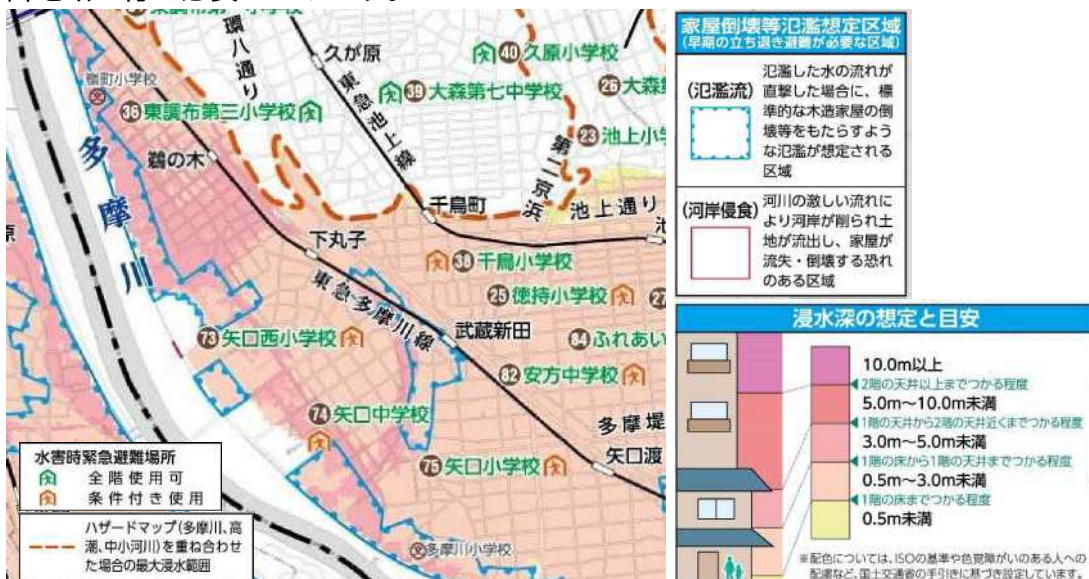 環八通り
久が原
40 久原小学校
嶺町小学校
東急池上線
39 大森第七中学校
26
36 東調布第三小学校
23 池上小学
鵜の木
第二京浜
多摩川
千鳥町
池上通り
池
下丸子
38 千鳥小学校
東急多摩川線
25 徳持小学校
27
武蔵新田
73 矢口西小学校
84 ふれあい
82 安方中学校
74 矢口中学校
多摩堤
75 矢口小学校
矢口渡
多摩川小学校
水害時緊急避難場所
全階使用可
条件付き使用
ハザードマップ(多摩川、高
潮、中小河川)を重ね合わせ
た場合の最大浸水範囲
家屋倒壊等氾濫想定区域
(早期の立ち退き避難が必要な区域)
(氾濫流)
氾濫した水の流れが
直撃した場合に、標
準的な木造家屋の倒
壊等をもたらすよう
な氾濫が想定される
区域
(河岸侵食)
河川の激しい流れに
より河岸が削られ土
地が流出し、家屋が
流失・倒壊する恐れ
のある区域
浸水深の想定と目安
10.0m以上
2階の天井以上までつかる程度
5.0m～10.0m未満
1階の天井から2階の天井近くまでつかる程度
3.0m～5.0m未満
1階の床から1階の天井までつかる程度
0.5m～3.0m未満
1階の床までつかる程度
0.5m未満
※配色については、ISOの基準や色覚障がいのある人への
配慮など、国土交通省の手引きに基づき設定しています。